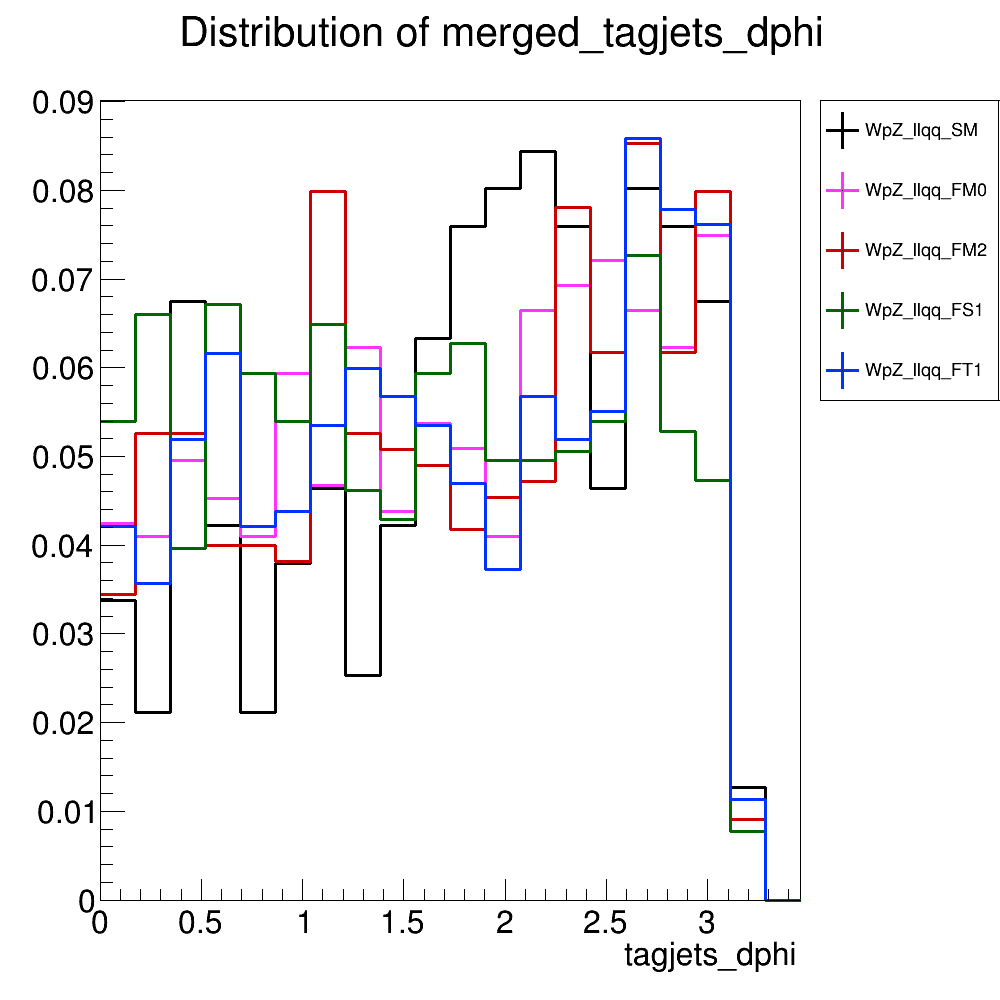 Distribution of merged_tagjets_dphi
0.09
0.08
0.07
0.06
0.05
0.04
0.03
0.02
0.01
0
0 0.5 1 1.5 2 2.5 3
tagjets_dphi
WpZ_llqq_SM
WpZ_llqq_FM0
WpZ_llqq_FM2
WpZ_llqq_FS1
WpZ_llqq_FT1